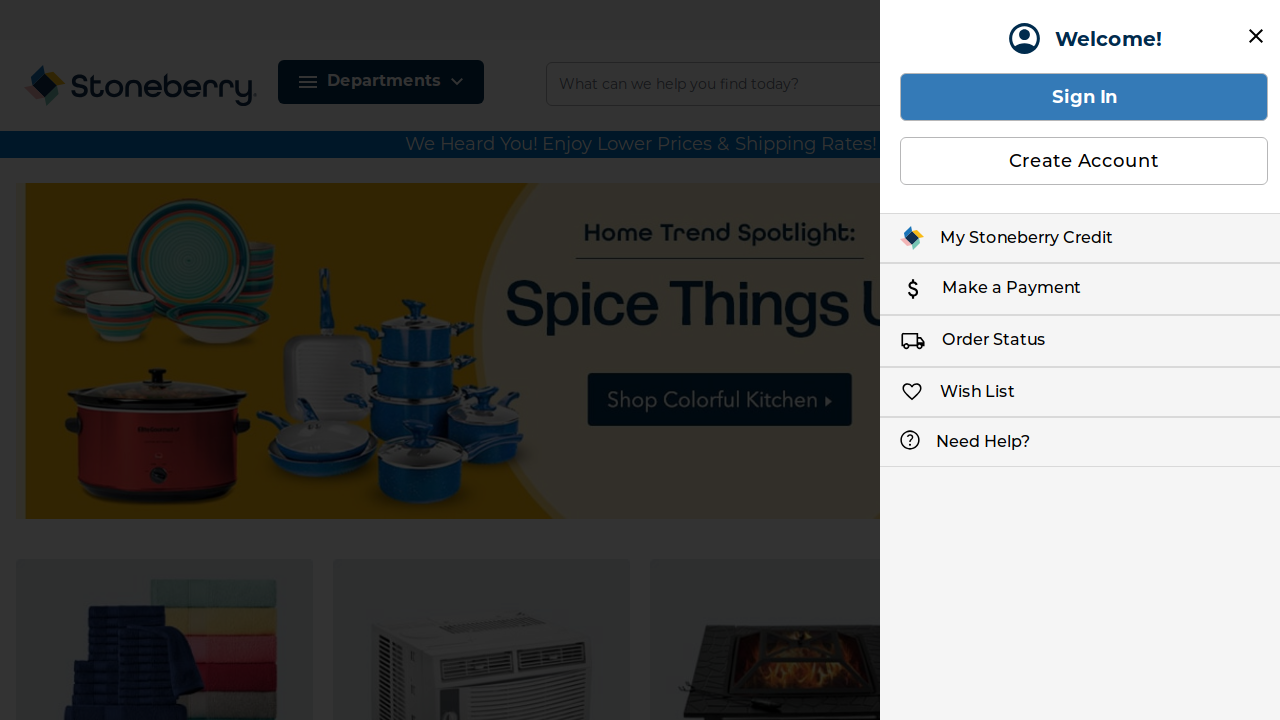 Stoneberry
Departments
What can we help you find today?
We Heard You! Enjoy Lower Prices & Shipping Rates!
Home Trend Spotlight:
Spice Things U
Shop Colorful Kitchen
Welcome!
Sign In
Create Account
My Stoneberry Credit
Make a Payment
Order Status
Wish List
Need Help?